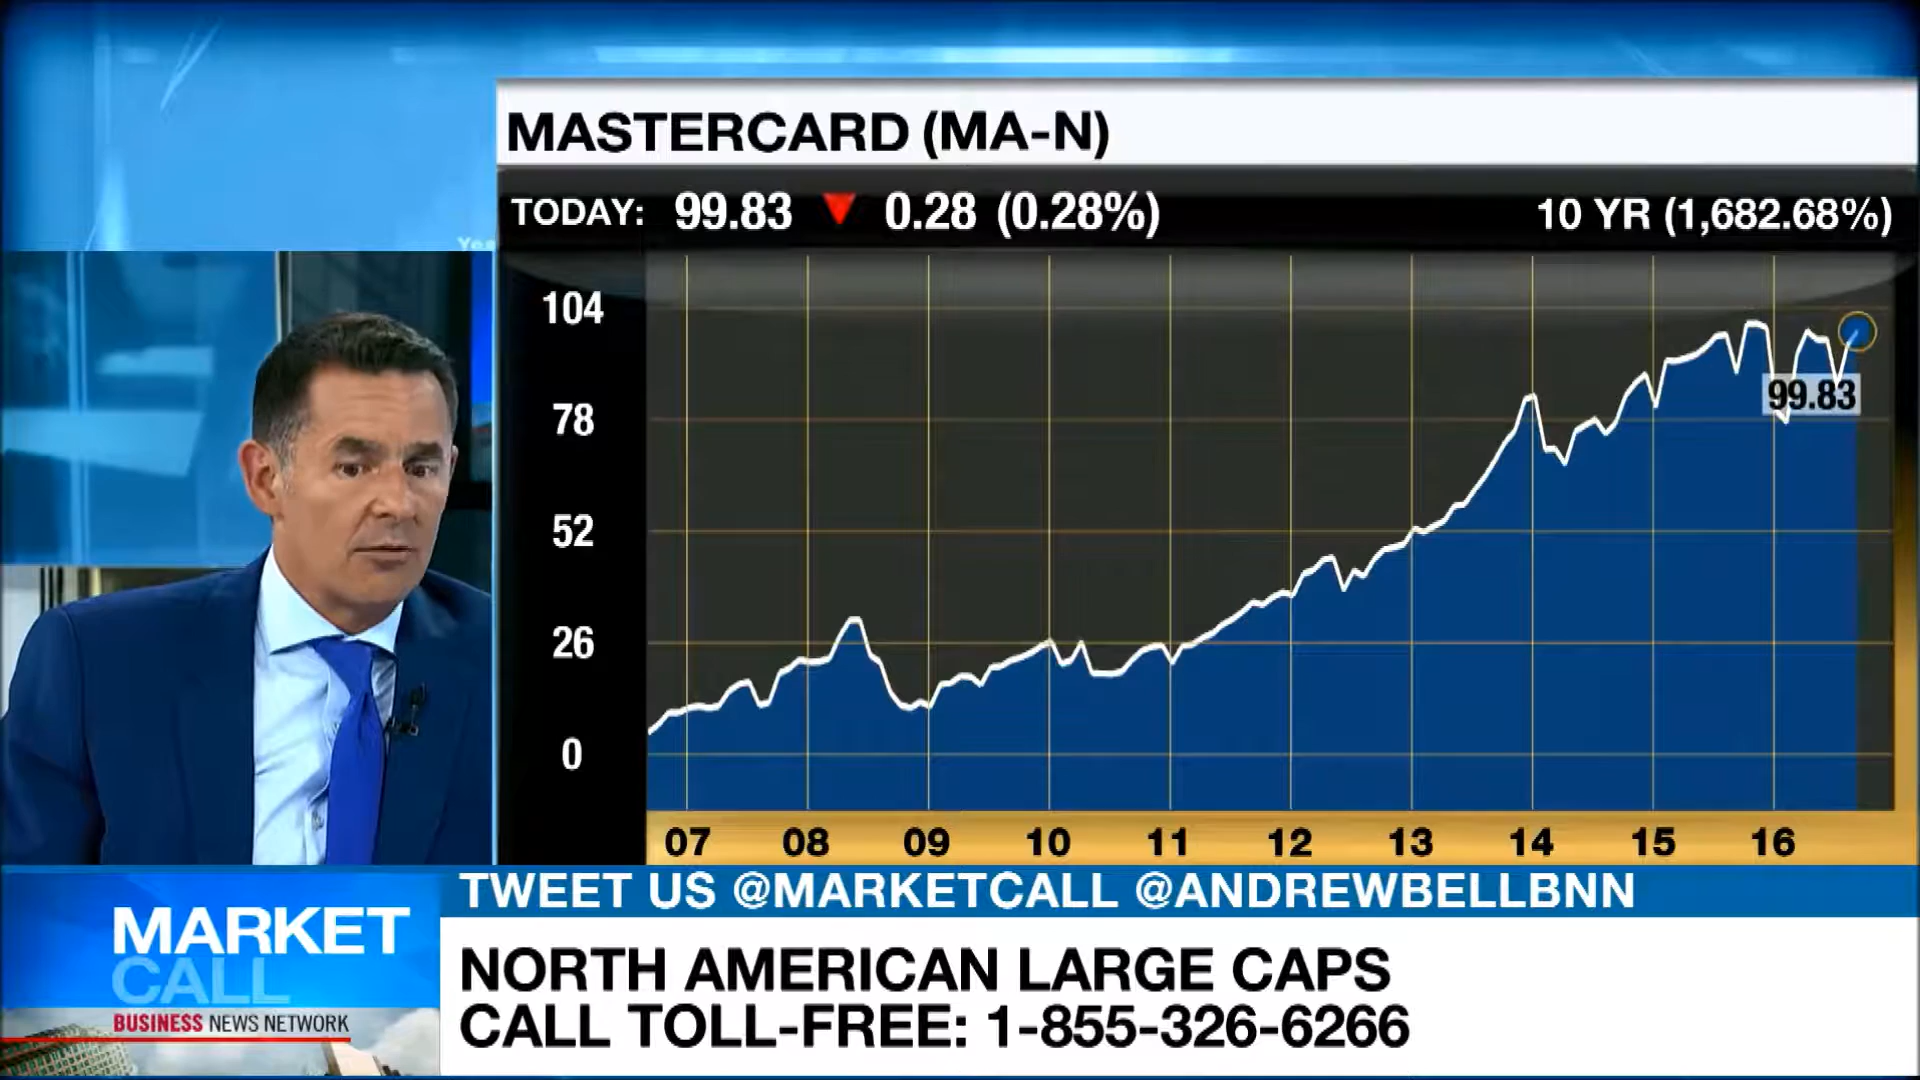 MASTERCARD (MA-N)
TODAY: 99.83 ▼ 0.28 (0.28%) 10 YR (1,682.68%)
104
78
52
26
0
99.83
07 08 09 10 11 12 13 14 15 16
TWEET US @MARKETCALL @ANDREWBELLBNN
MARKET
CALL
BUSINESS NEWS NETWORK
NORTH AMERICAN LARGE CAPS
CALL TOLL-FREE: 1-855-326-6266